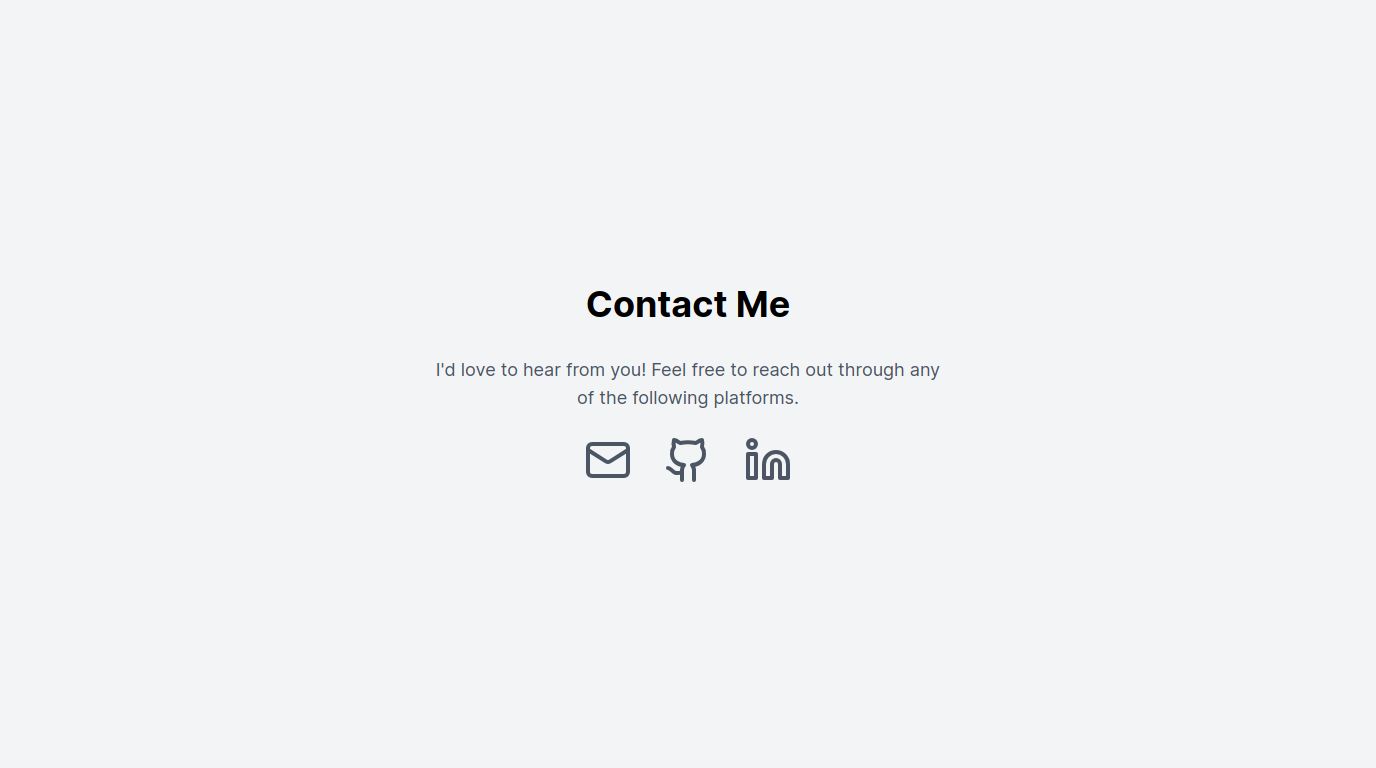 Contact Me
I'd love to hear from you! Feel free to reach out through any
of the following platforms.